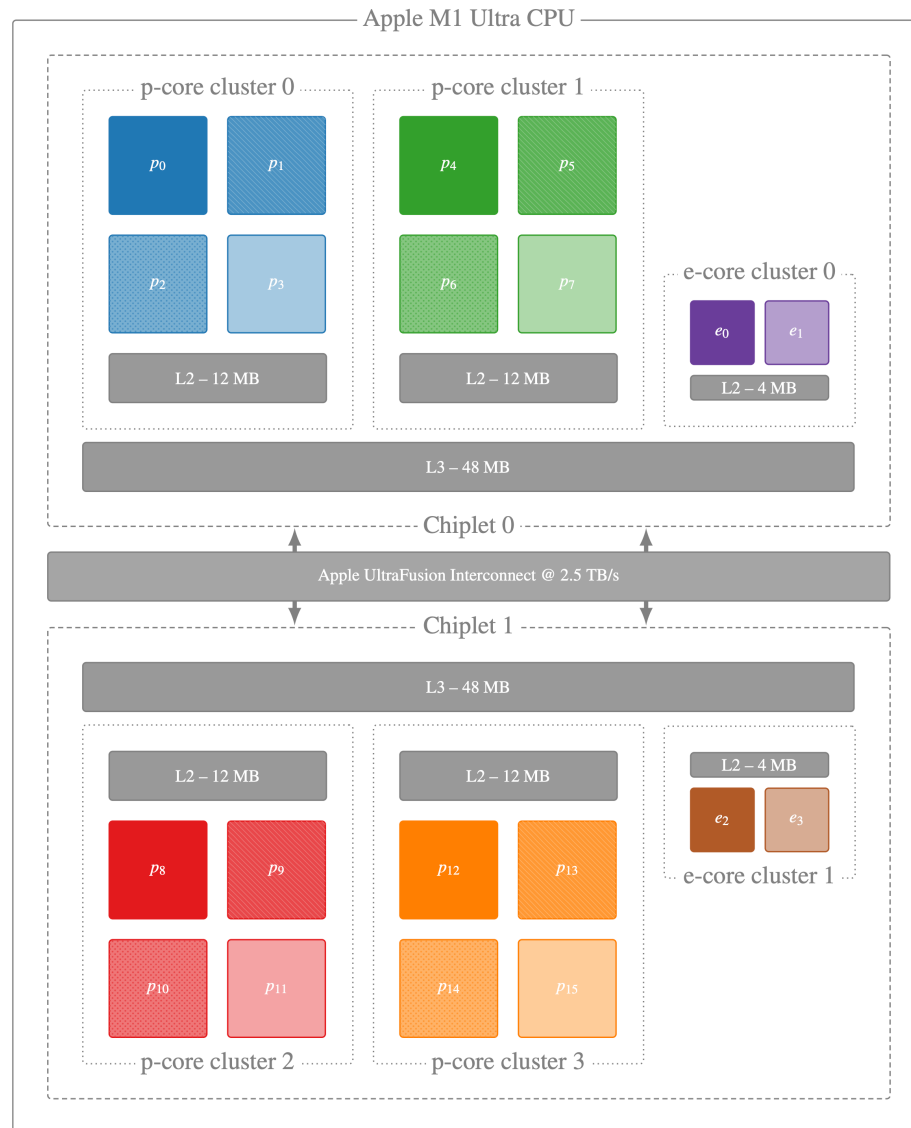 Apple M1 Ultra CPU
p-core cluster 0
p-core cluster 1
p0
p1
p4
p5
p2
p3
p6
p7
e-core cluster 0
e0
e1
L2 – 12 MB
L2 – 12 MB
L2 – 4 MB
L3 – 48 MB
Chiplet 0
Apple UltraFusion Interconnect @ 2.5 TB/s
Chiplet 1
L3 – 48 MB
L2 – 12 MB
L2 – 12 MB
L2 – 4 MB
e2
e3
p8
p9
p12
p13
e-core cluster 1
p10
p11
p14
p15
p-core cluster 2
p-core cluster 3